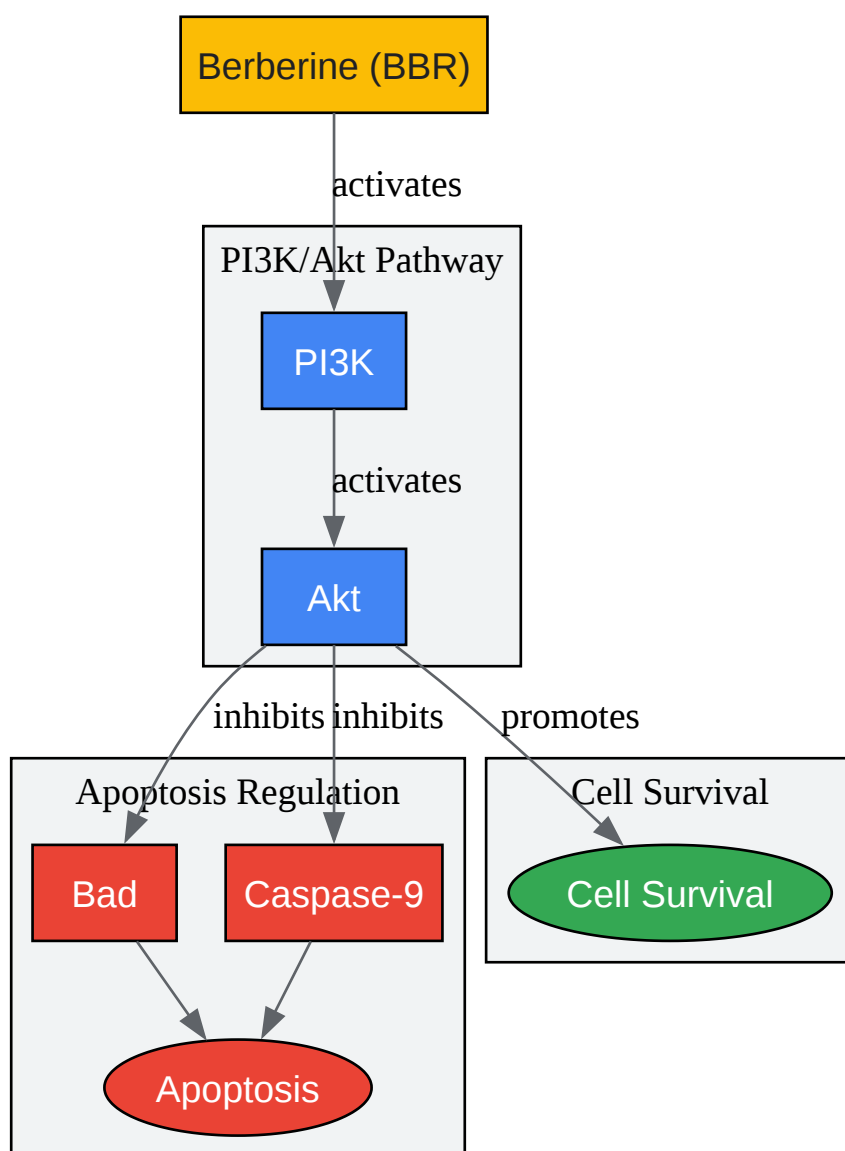 Berberine (BBR)
activates
PI3K/Akt Pathway
PI3K
activates
Akt
inhibits
inhibits
promotes
Apoptosis Regulation
Cell Survival
Bad
Caspase-9
Cell Survival
Apoptosis